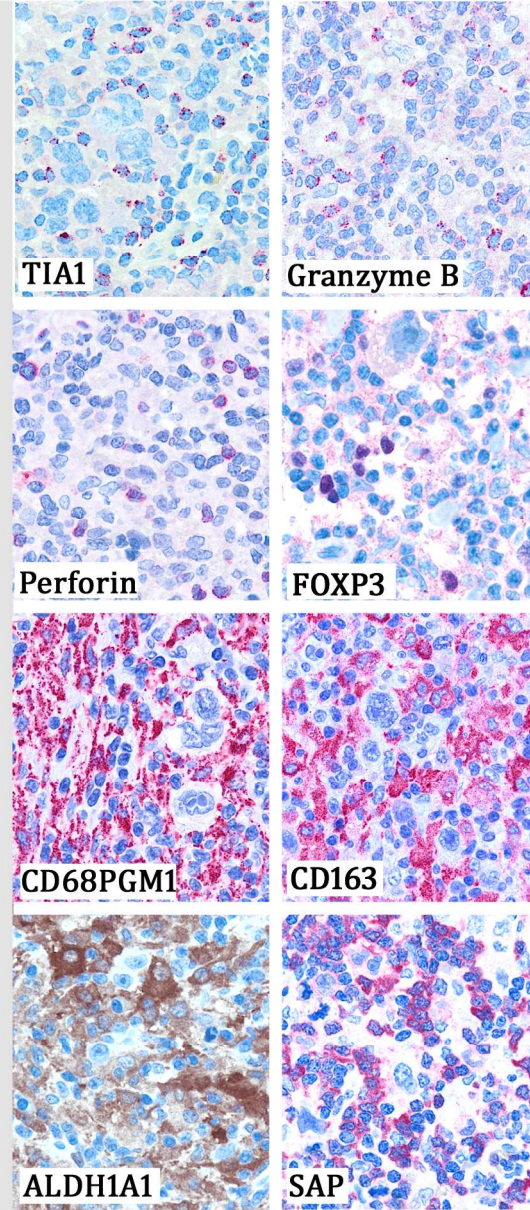 TIA1
Granzyme B
Perforin
FOXP3
CD68PGM1
CD163
ALDH1A1
SAP